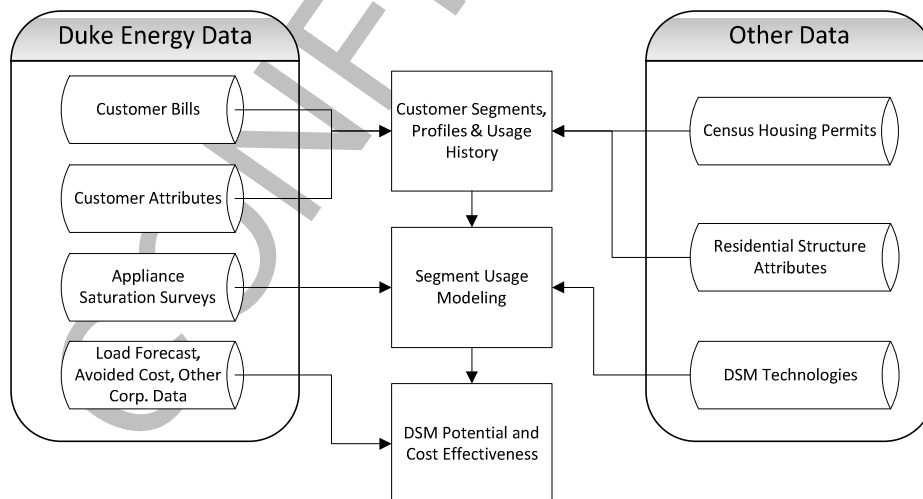 Duke Energy Data
Customer Bills
Customer Attributes
Appliance
Saturation Surveys
Load Forecast,
Avoided Cost, Other
Corp. Data
Customer Segments,
Profiles & Usage
History
Segment Usage
Modeling
DSM Potential and
Cost Effectiveness
Other Data
Census Housing Permits
Residential Structure
Attributes
DSM Technologies